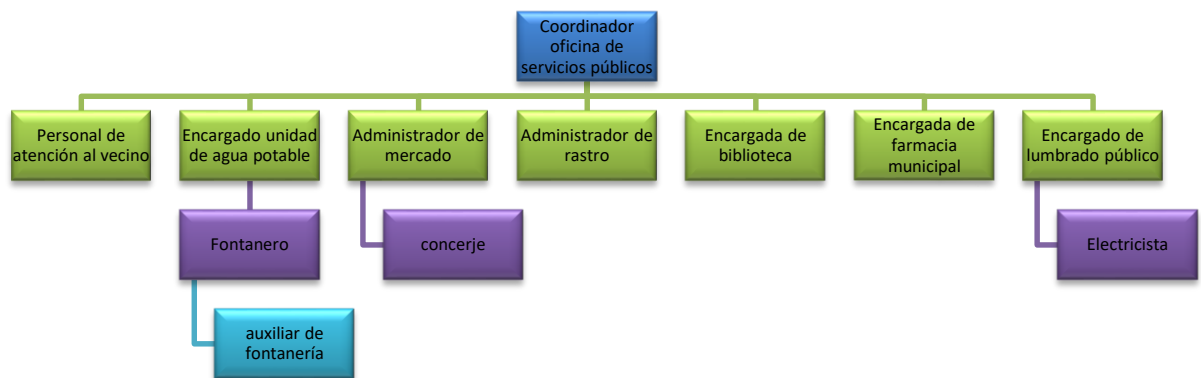 Coordinador
oficina de
servicios públicos
Personal de
atención al vecino
Encargado unidad
de agua potable
Administrador de
mercado
Administrador de
rastro
Encargada de
biblioteca
Encargada de
farmacia
municipal
Encargado de
lumbrado público
Fontanero
concerje
Electricista
auxiliar de
fontanería